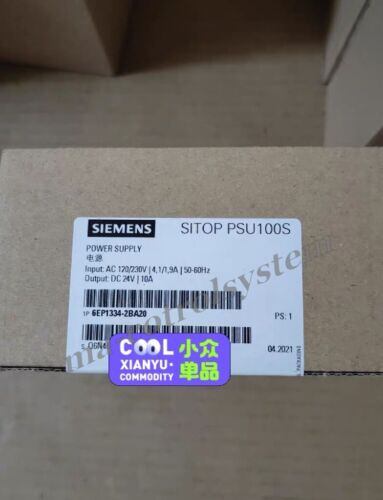 SIEMENS
SITOP PSU100S
POWER SUPPLY
电源
Input: AC 120/230V | 4,1/1,9A | 50-60Hz
Output: DC 24V | 10A
1P 6EP1334-2BA20
PS: 1
04.2021
COOL 小众
XIANYU·
COMMODITY
单品